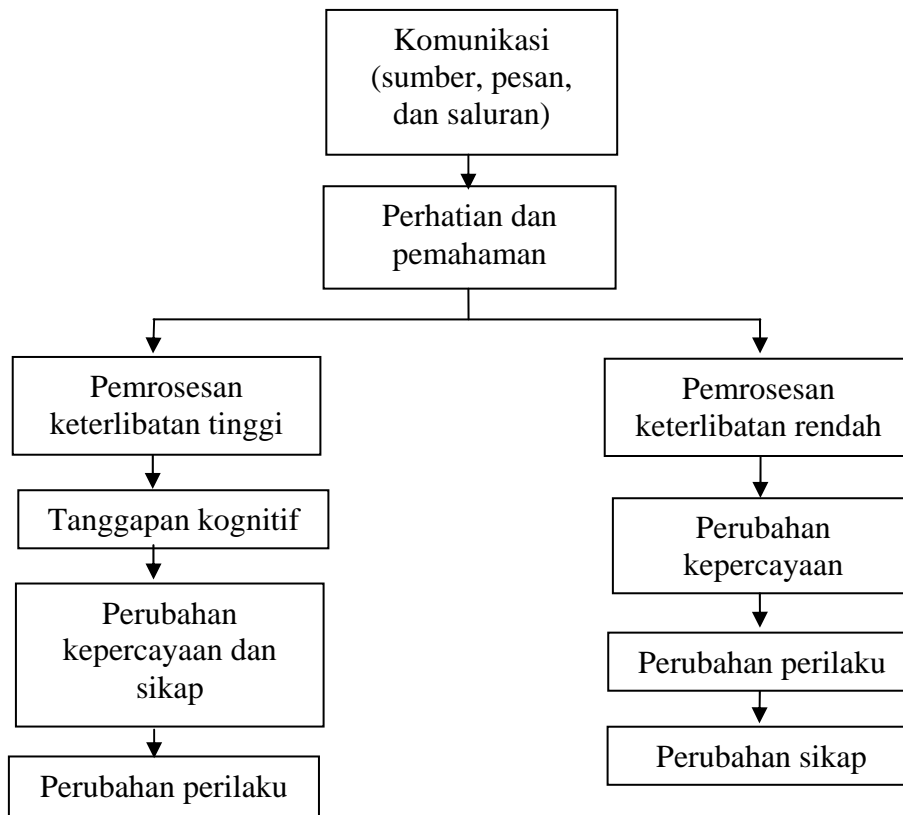 Komunikasi
(sumber, pesan,
dan saluran)
Perhatian dan
pemahaman
Pemrosesan
keterlibatan tinggi
Tanggapan kognitif
Perubahan
kepercayaan dan
sikap
Perubahan perilaku
Pemrosesan
keterlibatan rendah
Perubahan
kepercayaan
Perubahan perilaku
Perubahan sikap